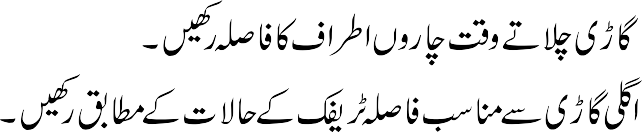 گاڑی چلاتے وقت چاروں اطراف کا فاصلہ رکھیں ۔
اگلی گاڑی سے مناسب فاصلہ ٹریفک کے حالات کے مطابق رکھیں ۔